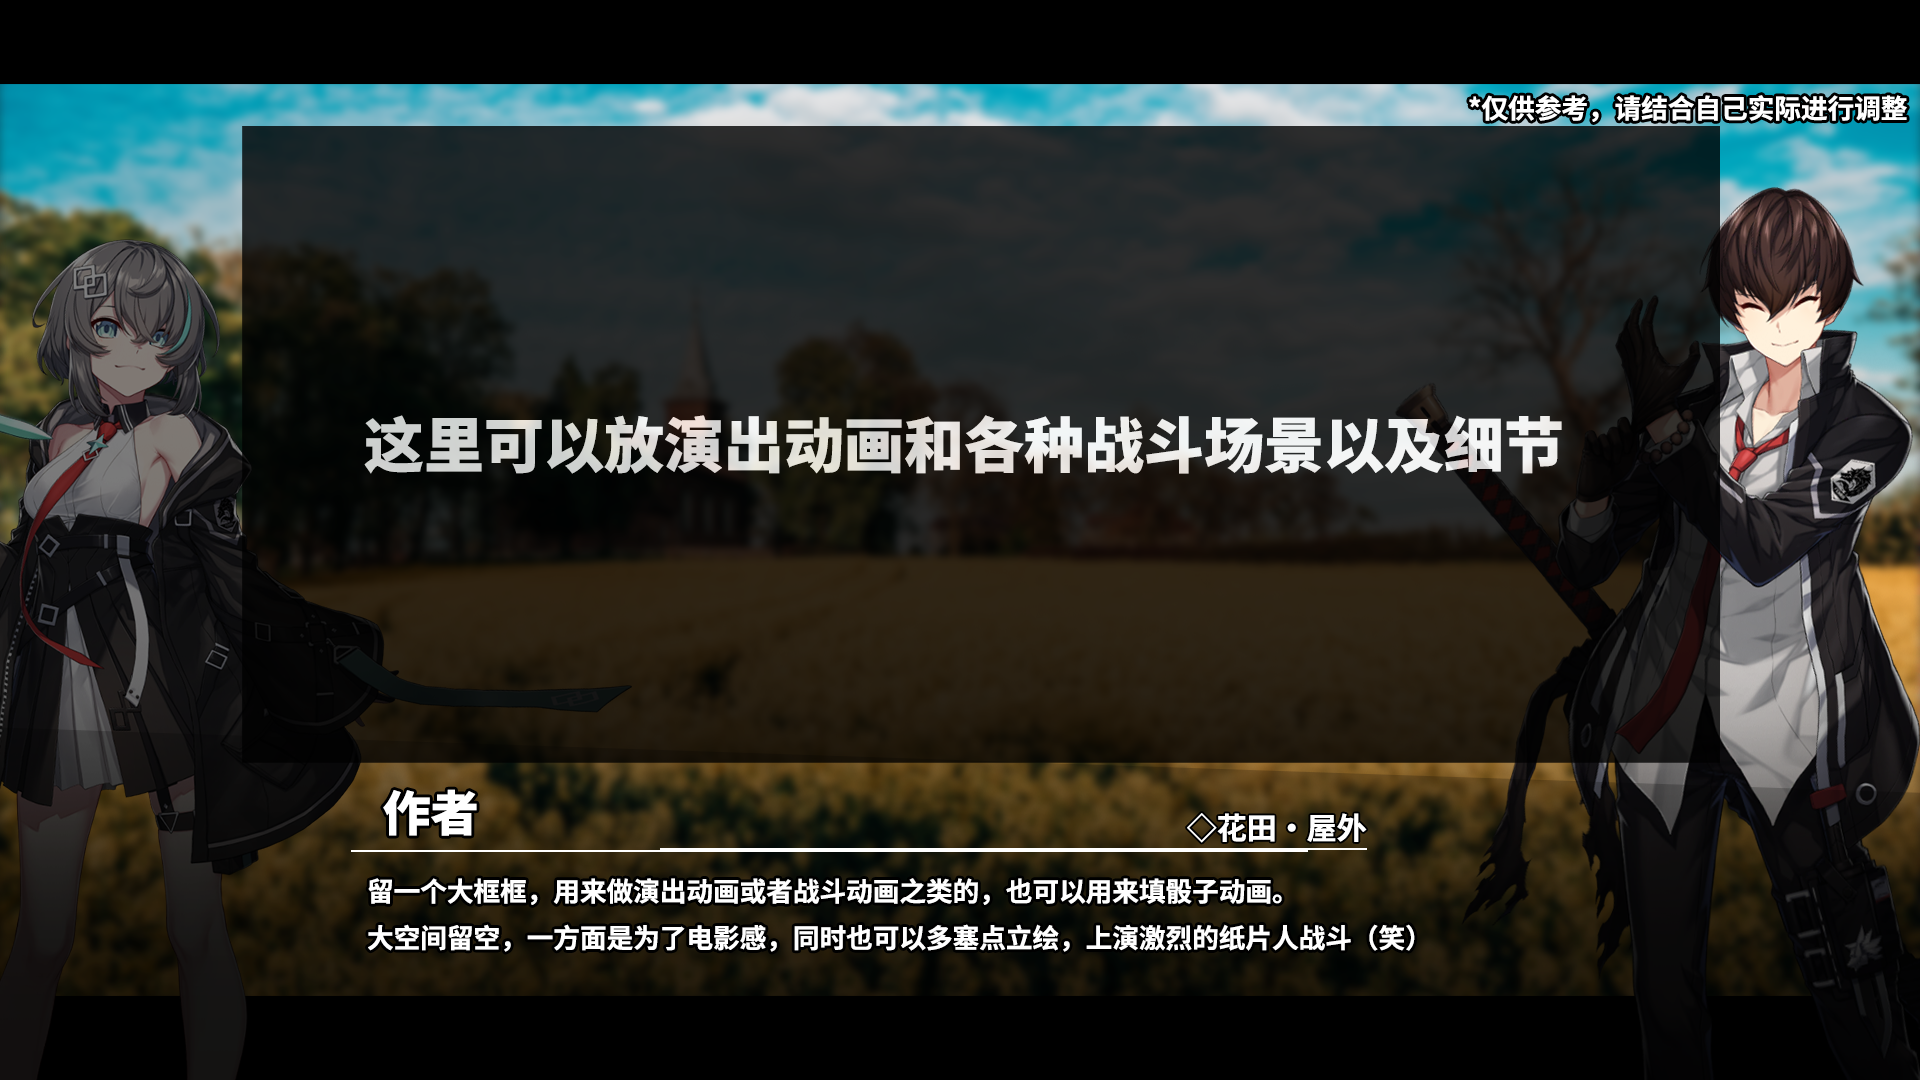 *仅供参考，请结合自己实际进行调整
这里可以放演出动画和各种战斗场景以及细节
作者
◇花田·屋外
留一个大框框，用来做演出动画或者战斗动画之类的，也可以用来填骰子动画。
大空间留空，一方面是为了电影感，同时也可以多塞点立绘，上演激烈的纸片人战斗（笑）